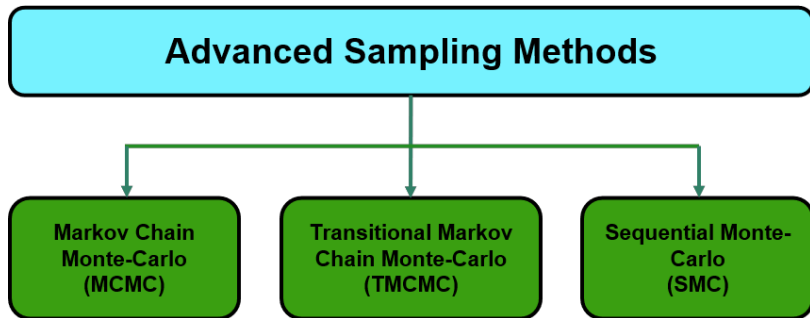 Advanced Sampling Methods
Markov Chain
Monte-Carlo
(MCMC)
Transitional Markov
Chain Monte-Carlo
(TMCMC)
Sequential Monte-
Carlo
(SMC)